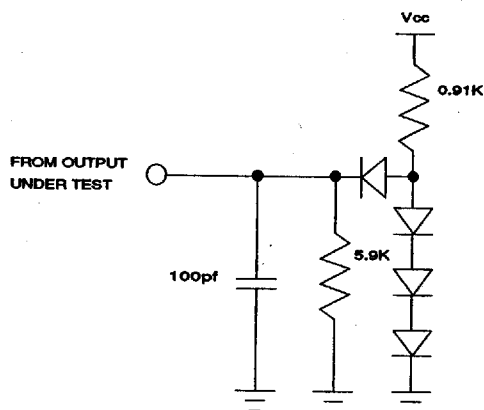 Vcc
0.91K
FROM OUTPUT
UNDER TEST
100pf
5.9K